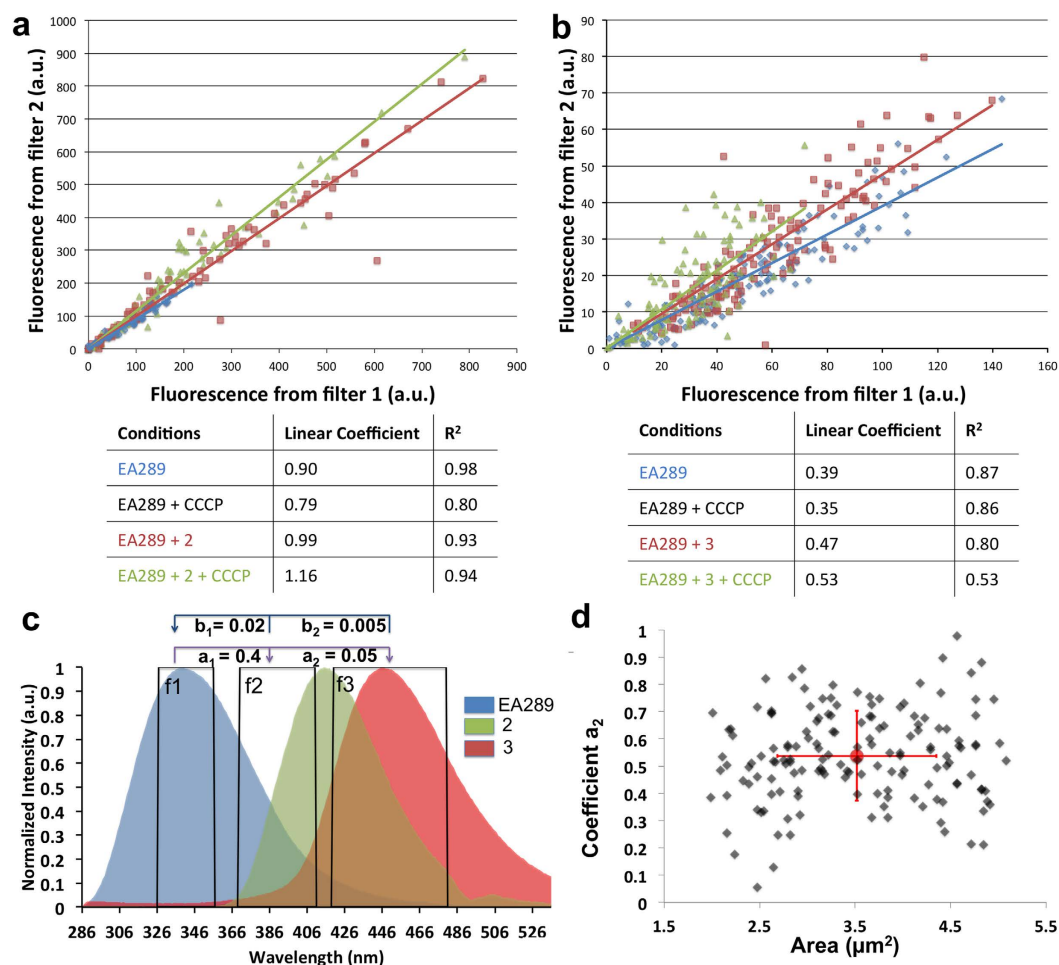 a
Fluorescence from filter 2 (a.u.)
1000
900
800
700
600
500
400
300
200
100
0
0 100 200 300 400 500 600 700 800 900
Fluorescence from filter 1 (a.u.)
Conditions Linear Coefficient R²
EA289 0.90 0.98
EA289 + CCCP 0.79 0.80
EA289 + 2 0.99 0.93
EA289 + 2 + CCCP 1.16 0.94
b
Fluorescence from filter 2 (a.u.)
90
80
70
60
50
40
30
20
10
0
0 20 40 60 80 100 120 140 160
Fluorescence from filter 1 (a.u.)
Conditions Linear Coefficient R²
EA289 0.39 0.87
EA289 + CCCP 0.35 0.86
EA289 + 3 0.47 0.80
EA289 + 3 + CCCP 0.53 0.53
c
b₁ = 0.02 b₂ = 0.005
a₁ = 0.4 a₂ = 0.05
f1 f2 f3
EA289
2
3
Normalized Intensity (a.u.)
1
0.9
0.8
0.7
0.6
0.5
0.4
0.3
0.2
0.1
0
286 306 326 346 366 386 406 426 446 466 486 506 526
Wavelength (nm)
d
Coefficient a₂
1
0.9
0.8
0.7
0.6
0.5
0.4
0.3
0.2
0.1
0
1.5 2.5 3.5 4.5 5.5
Area (µm²)